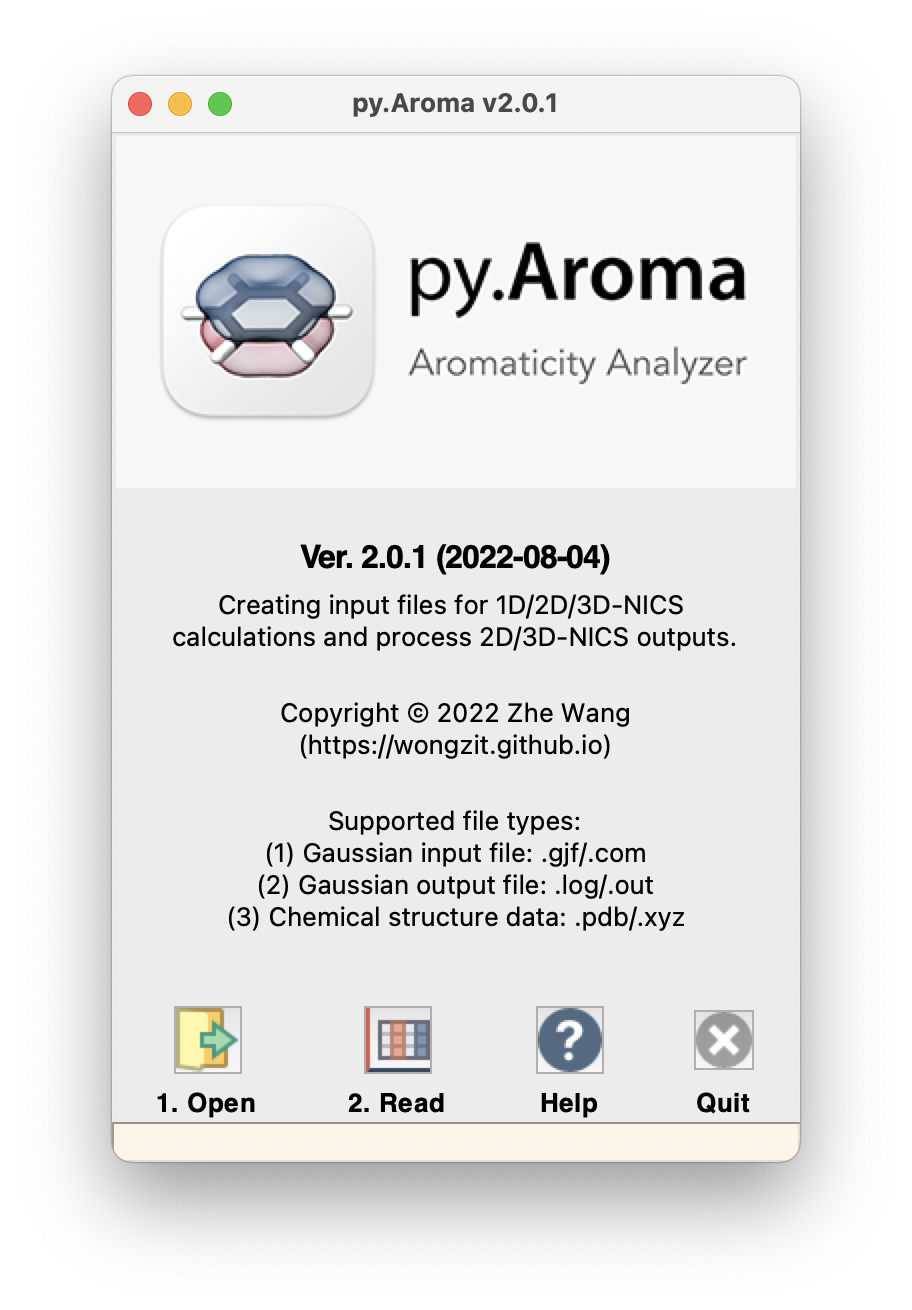 py.Aroma v2.0.1
py.Aroma
Aromaticity Analyzer
Ver. 2.0.1 (2022-08-04)
Creating input files for 1D/2D/3D-NICS
calculations and process 2D/3D-NICS outputs.
Copyright © 2022 Zhe Wang
(https://wongzit.github.io)
Supported file types:
(1) Gaussian input file: .gjf/.com
(2) Gaussian output file: .log/.out
(3) Chemical structure data: .pdb/.xyz
1. Open
2. Read
Help
Quit